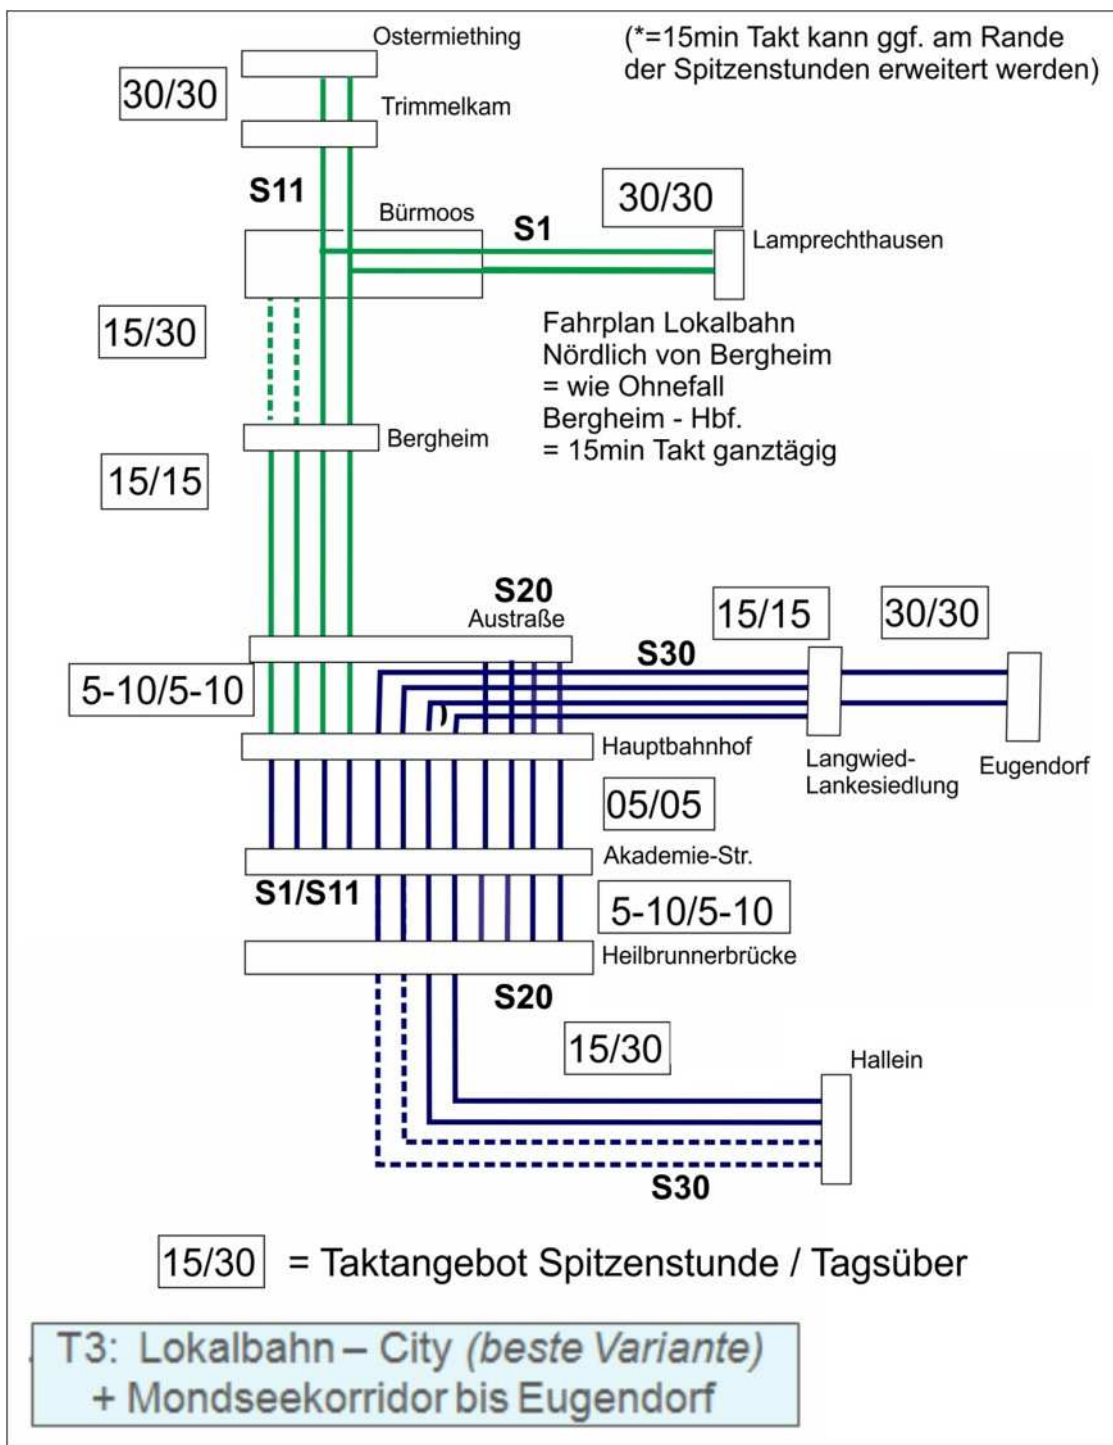 Ostermiething
(*=15min Takt kann ggf. am Rande
der Spitzenstunden erweitert werden)
30/30
Trimmelkam
S11
30/30
Bürmoos
S1
Lamprechthausen
15/30
Fahrplan Lokalbahn
Nördlich von Bergheim
= wie Ohnefall
Bergheim - Hbf.
= 15min Takt ganztägig
Bergheim
15/15
S20
Austraße
15/15
30/30
S30
5-10/5-10
Hauptbahnhof
Langwied-
Lankesiedlung
Eugendorf
05/05
Akademie-Str.
S1/S11
5-10/5-10
Heilbrunnerbrücke
S20
15/30
Hallein
S30
15/30 = Taktangebot Spitzenstunde / Tagsüber
T3: Lokalbahn – City (beste Variante)
+ Mondseekorridor bis Eugendorf